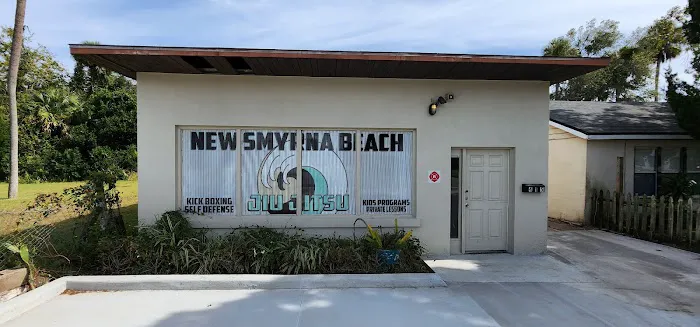 NEW SMYRNA BEACH
JIU JITSU
KICK BOXING
SELF DEFENSE
KIDS PROGRAMS
PRIVATE LESSONS